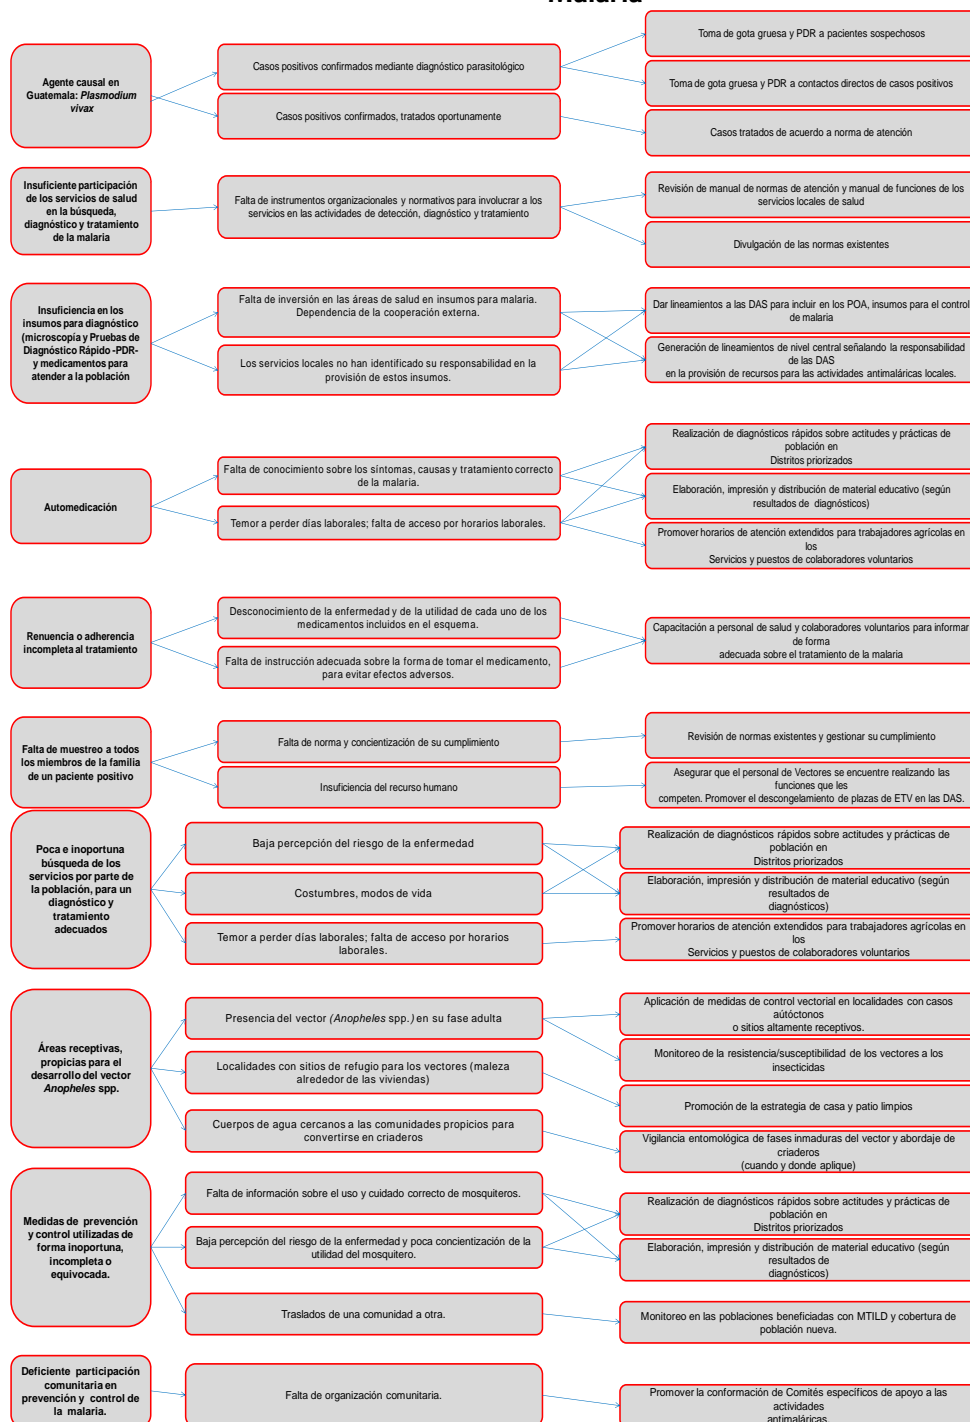 Malaria
Agente causal en
Guatemala: Plasmodium
vivax
Casos positivos confirmados mediante diagnóstico parasitológico
Casos positivos confirmados, tratados oportunamente
Toma de gota gruesa y PDR a pacientes sospechosos
Toma de gota gruesa y PDR a contactos directos de casos positivos
Casos tratados de acuerdo a norma de atención
Insuficiente participación
de los servicios de salud
en la búsqueda,
diagnóstico y tratamiento
de la malaria
Falta de instrumentos organizacionales y normativos para involucrar a los
servicios en las actividades de detección, diagnóstico y tratamiento
Revisión de manual de normas de atención y manual de funciones de los
servicios locales de salud
Divulgación de las normas existentes
Insuficiencia en los
insumos para diagnóstico
(microscopía y Pruebas de
Diagnóstico Rápido -PDR-
y medicamentos para
atender a la población
Falta de inversión en las áreas de salud en insumos para malaria.
Dependencia de la cooperación externa.
Los servicios locales no han identificado su responsabilidad en la
provisión de estos insumos.
Dar lineamientos a las DAS para incluir en los POA, insumos para el control
de malaria
Generación de lineamientos de nivel central señalando la responsabilidad
de las DAS
en la provisión de recursos para las actividades antimaláricas locales.
Automedicación
Falta de conocimiento sobre los síntomas, causas y tratamiento correcto
de la malaria.
Temor a perder días laborales; falta de acceso por horarios laborales.
Realización de diagnósticos rápidos sobre actitudes y prácticas de
población en
Distritos priorizados
Elaboración, impresión y distribución de material educativo (según
resultados de diagnósticos)
Promover horarios de atención extendidos para trabajadores agrícolas en
los
Servicios y puestos de colaboradores voluntarios
Renuencia o adherencia
incompleta al tratamiento
Desconocimiento de la enfermedad y de la utilidad de cada uno de los
medicamentos incluidos en el esquema.
Falta de instrucción adecuada sobre la forma de tomar el medicamento,
para evitar efectos adversos.
Capacitación a personal de salud y colaboradores voluntarios para informar
de forma
adecuada sobre el tratamiento de la malaria
Falta de muestreo a todos
los miembros de la familia
de un paciente positivo
Falta de norma y concientización de su cumplimiento
Insuficiencia del recurso humano
Revisión de normas existentes y gestionar su cumplimiento
Asegurar que el personal de Vectores se encuentre realizando las
funciones que les
competen. Promover el descongelamiento de plazas de ETV en las DAS.
Poca e inoportuna
búsqueda de los
servicios por parte de
la población, para un
diagnóstico y
tratamiento
adecuados
Baja percepción del riesgo de la enfermedad
Costumbres, modos de vida
Temor a perder días laborales; falta de acceso por horarios
laborales.
Realización de diagnósticos rápidos sobre actitudes y prácticas de
población en
Distritos priorizados
Elaboración, impresión y distribución de material educativo (según
resultados de
diagnósticos)
Promover horarios de atención extendidos para trabajadores agrícolas en
los
Servicios y puestos de colaboradores voluntarios
Áreas receptivas,
propicias para el
desarrollo del vector
Anopheles spp.
Presencia del vector (Anopheles spp.) en su fase adulta
Localidades con sitios de refugio para los vectores (maleza
alrededor de las viviendas)
Cuerpos de agua cercanos a las comunidades propicios para
convertirse en criaderos
Aplicación de medidas de control vectorial en localidades con casos
aútóctonos
o sitios altamente receptivos.
Monitoreo de la resistencia/susceptibilidad de los vectores a los
insecticidas
Promoción de la estrategia de casa y patio limpios
Vigilancia entomológica de fases inmaduras del vector y abordaje de
criaderos
(cuando y donde aplique)
Medidas de prevención
y control utilizadas de
forma inoportuna,
incompleta o
equivocada.
Falta de información sobre el uso y cuidado correcto de mosquiteros.
Baja percepción del riesgo de la enfermedad y poca concientización de la
utilidad del mosquitero.
Traslados de una comunidad a otra.
Realización de diagnósticos rápidos sobre actitudes y prácticas de
población en
Distritos priorizados
Elaboración, impresión y distribución de material educativo (según
resultados de
diagnósticos)
Monitoreo en las poblaciones beneficiadas con MTILD y cobertura de
población nueva.
Deficiente participación
comunitaria en
prevención y control de
la malaria.
Falta de organización comunitaria.
Promover la conformación de Comités específicos de apoyo a las
actividades
antimaláricas.